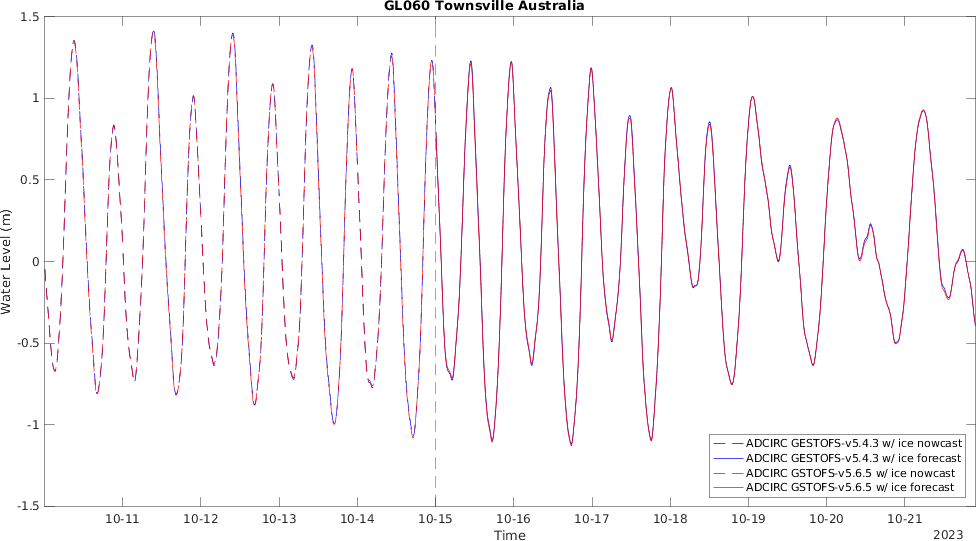 GL060 Townsville Australia
1.5
1
0.5
0
-0.5
-1
-1.5
Water Level (m)
ADCIRC GESTOFS-v5.4.3 w/ ice nowcast
ADCIRC GESTOFS-v5.4.3 w/ ice forecast
ADCIRC GSTOFS-v5.6.5 w/ ice nowcast
ADCIRC GSTOFS-v5.6.5 w/ ice forecast
10-11 10-12 10-13 10-14 10-15 10-16 10-17 10-18 10-19 10-20 10-21
Time
2023